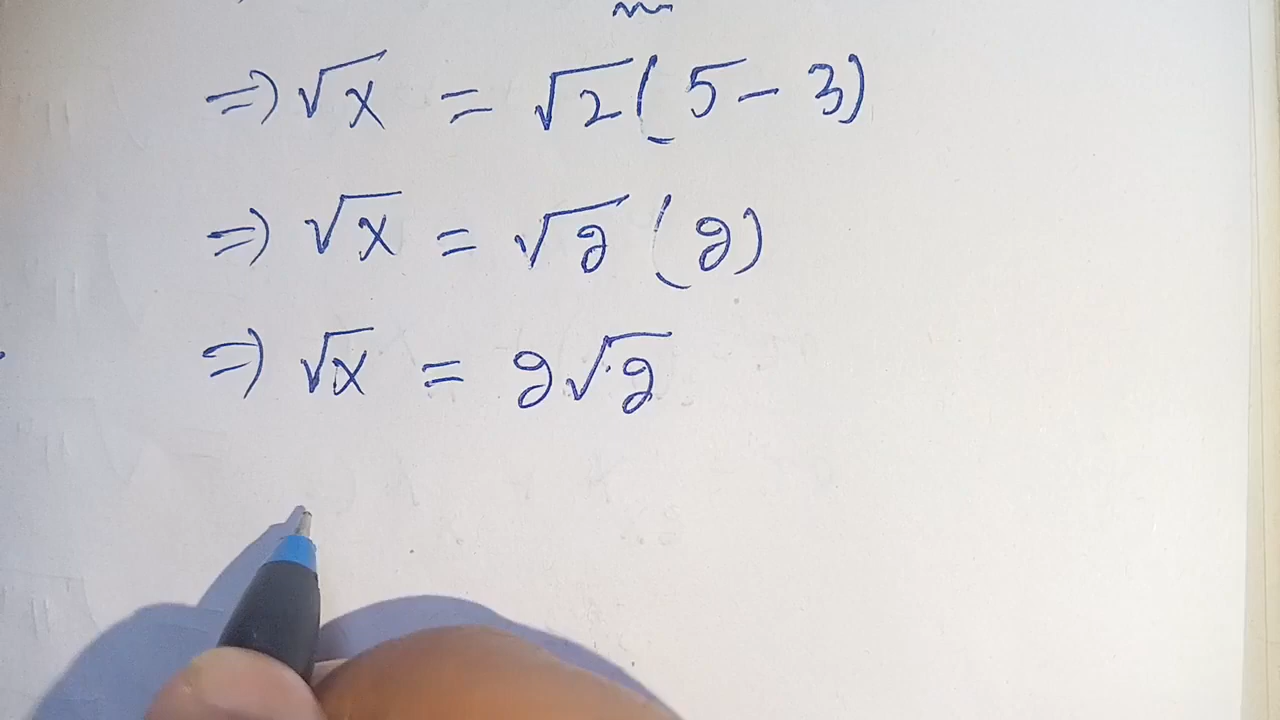 ⇒ √x = √2 (5 - 3)
⇒ √x = √2 (2)
⇒ √x = 2√2